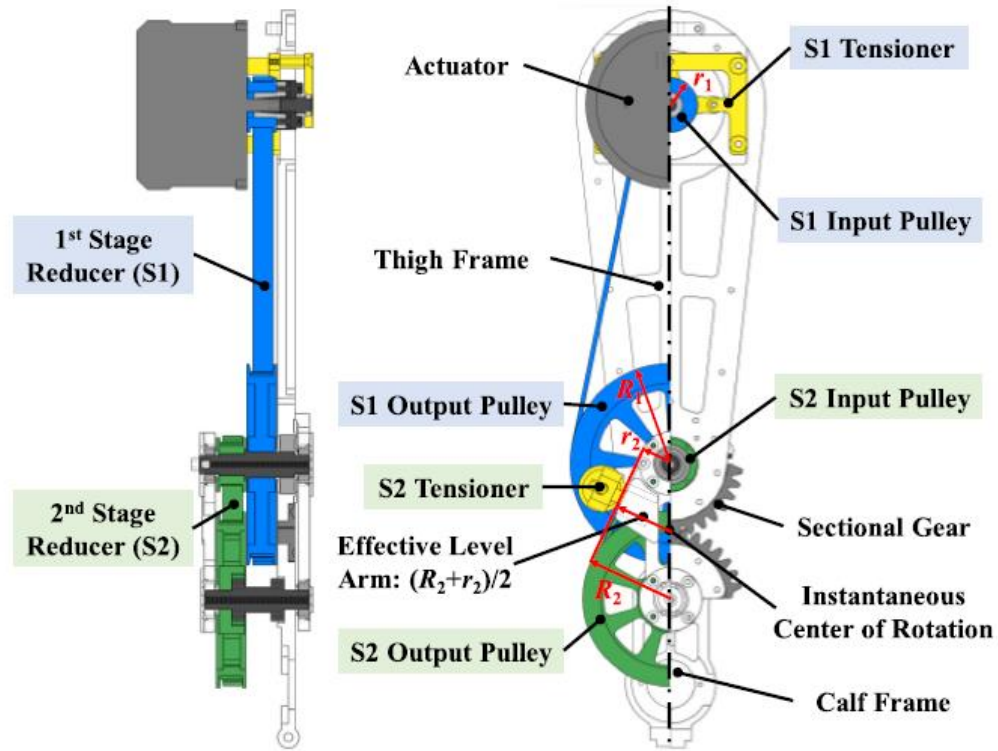 Actuator
S1 Tensioner
r1
S1 Input Pulley
1st Stage
Reducer (S1)
Thigh Frame
S1 Output Pulley
R1
S2 Input Pulley
r2
S2 Tensioner
2nd Stage
Reducer (S2)
Sectional Gear
Effective Level
Arm: (R2+r2)/2
R2
Instantaneous
Center of Rotation
S2 Output Pulley
Calf Frame